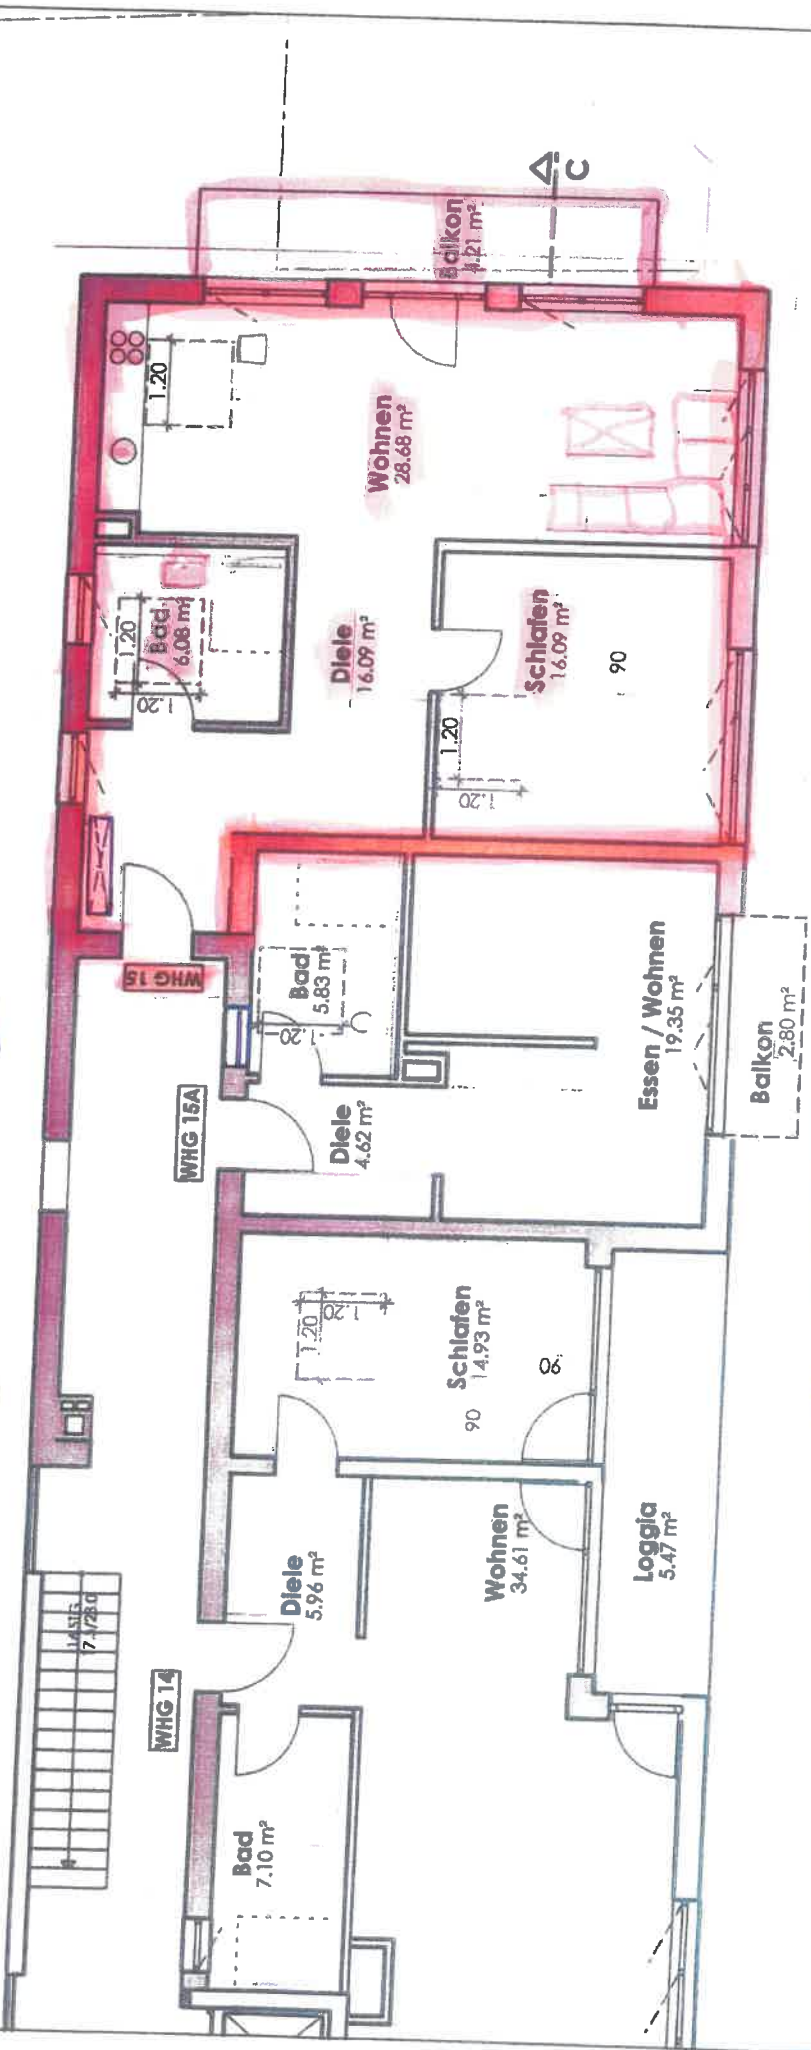 C
Balkon
4.21 m²
1.20
Wohnen
28.68 m²
1.20
Bad
6.08 m²
1.20
Diele
16.09 m²
Schlafen
16.09 m²
90
1.20
1.20
WHG 15
Bad
5.83 m²
1.20
Essen / Wohnen
19.35 m²
Balkon
2.80 m²
WHG 15A
Diele
4.62 m²
1.20
1.20
Schlafen
14.93 m²
90
90
Diele
5.96 m²
Wohnen
34.61 m²
Loggia
5.47 m²
WHG 14
Bad
7.10 m²